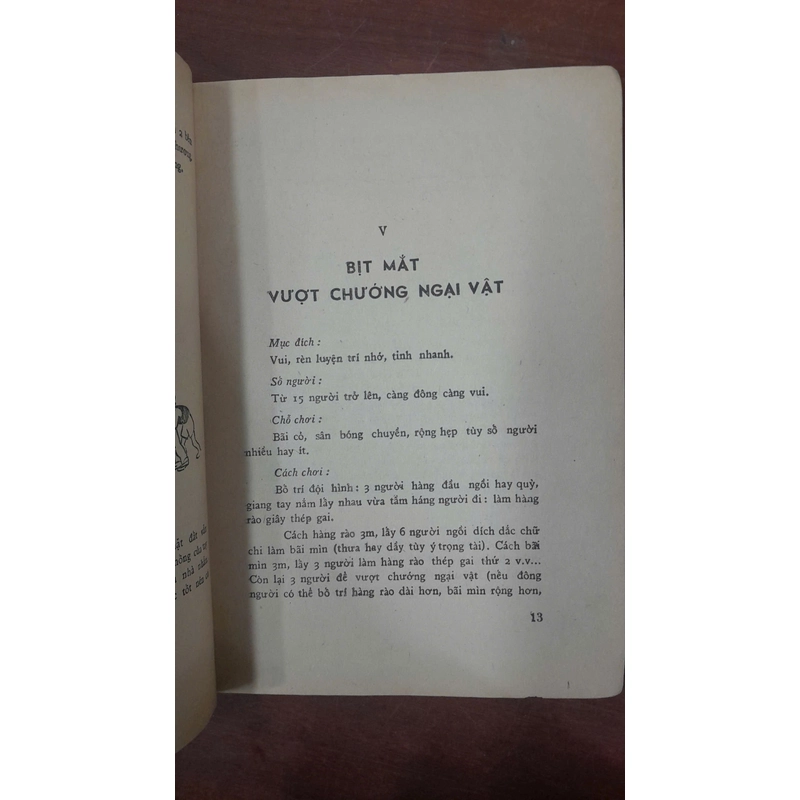 2 bên
V
BỊT MẮT
VƯỢT CHƯỚNG NGẠI VẬT
Mục đích :
Vui, rèn luyện trí nhớ, tinh nhanh.
Số người :
Từ 15 người trở lên, càng đông càng vui.
Chỗ chơi :
Bãi cỏ, sân bóng chuyền, rộng hẹp tùy số người
nhiều hay ít.
Cách chơi :
Bố trí đội hình : 3 người hàng đầu ngồi hay quỳ,
giang tay nắm lấy nhau vừa tầm háng người đi : làm hàng
rào giây thép gai.
Cách hàng rào 3m, lấy 6 người ngồi dích dắc chữ
chi làm bãi mìn (thưa hay dầy tùy ý trọng tài). Cách bãi
mìn 3m, lấy 3 người làm hàng rào thép gai thứ 2 v.v...
Còn lại 3 người để vượt chướng ngại vật (nếu đông
người có thể bố trí hàng rào dài hơn, bãi mìn rộng hơn,
13